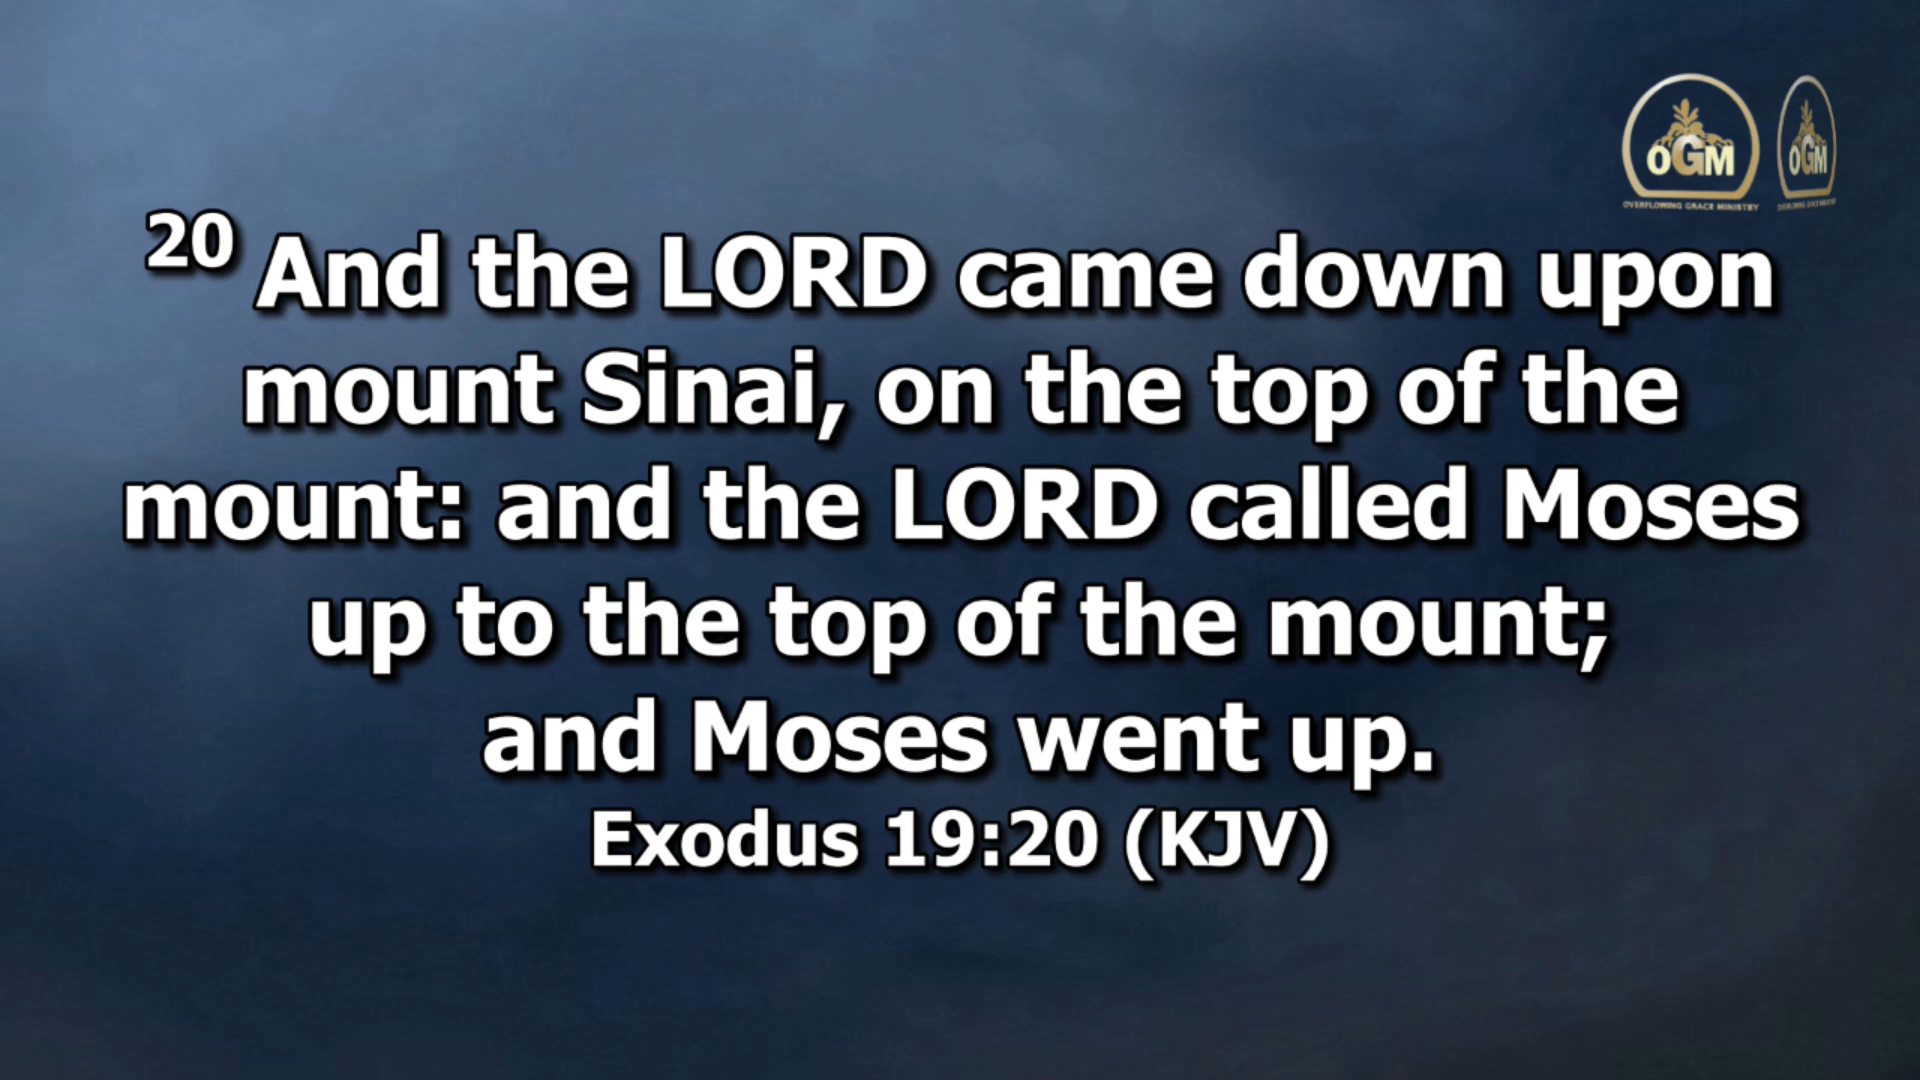 OGM OGM
OVERFLOWING GRACE MINISTRY
20 And the LORD came down upon
mount Sinai, on the top of the
mount: and the LORD called Moses
up to the top of the mount;
and Moses went up.
Exodus 19:20 (KJV)